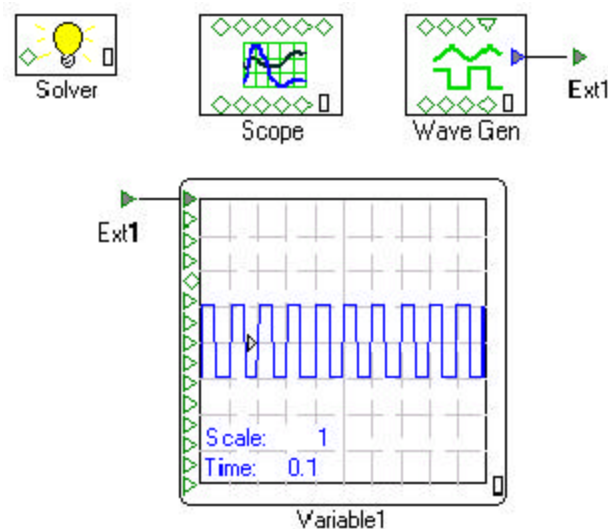 Solver
Scope
Wave Gen
Ext1
Ext1
Scale: 1
Time: 0.1
Variable1